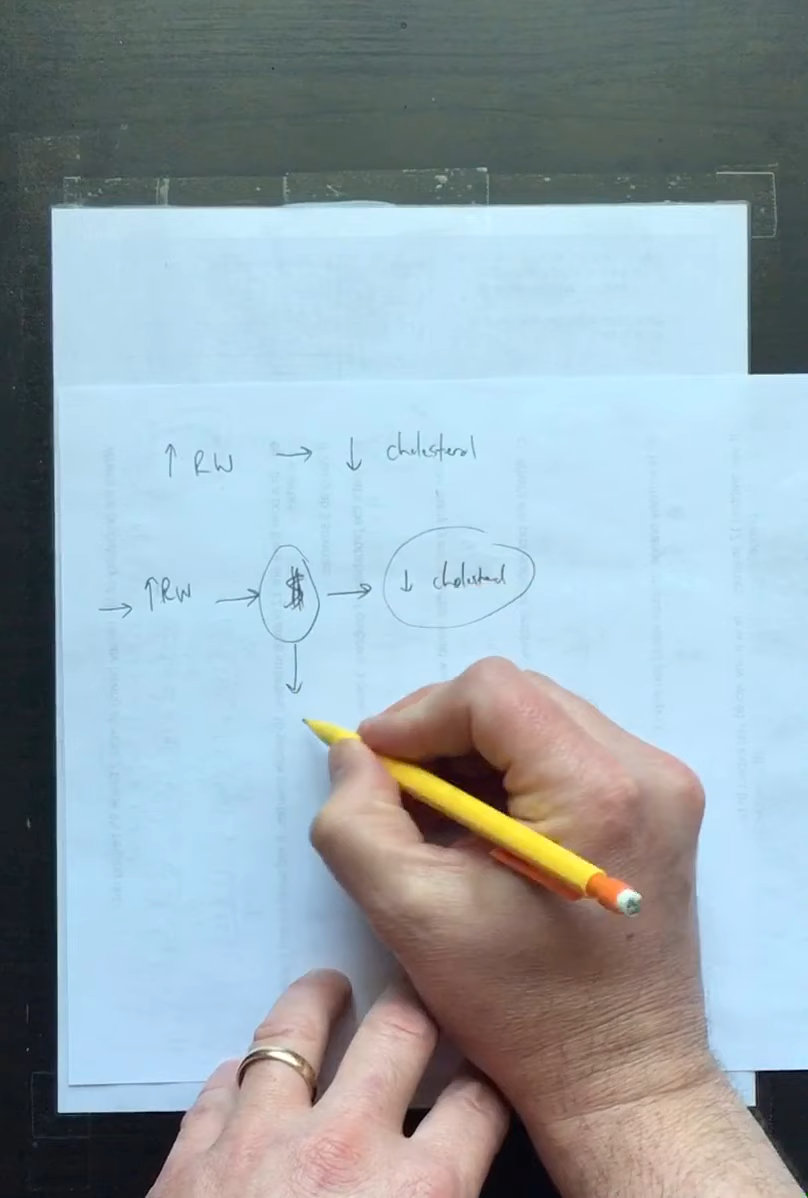 ↑ RW → ↓ cholesterol
→ ↑RW → $ → ↓ cholesterol
↓